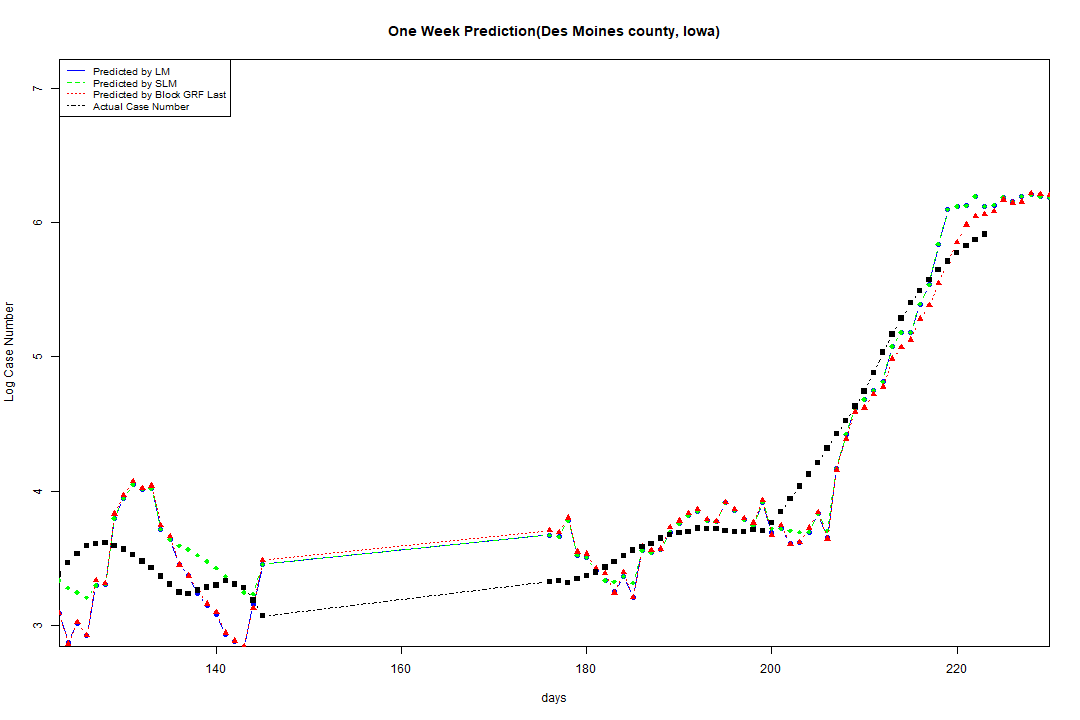 One Week Prediction(Des Moines county, Iowa)
Predicted by LM
Predicted by SLM
Predicted by Block GRF Last
Actual Case Number
7
6
5
4
3
Log Case Number
140 160 180 200 220
days